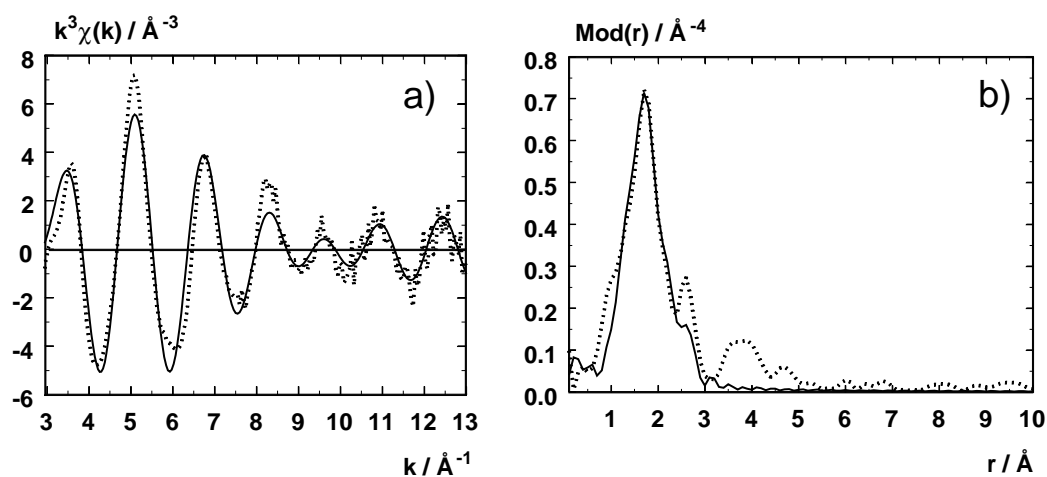 k³χ(k) / Å⁻³
8
6
4
2
0
-2
-4
-6
3 4 5 6 7 8 9 10 11 12 13
k / Å⁻¹
a)
Mod(r) / Å⁻⁴
0.8
0.7
0.6
0.5
0.4
0.3
0.2
0.1
0.0
1 2 3 4 5 6 7 8 9 10
r / Å
b)